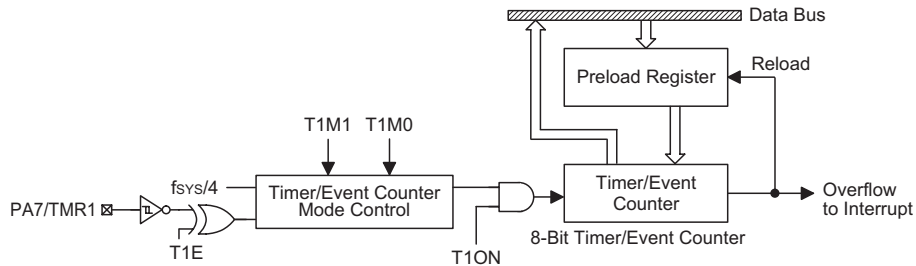 Data Bus
Preload Register
Reload
T1M1 T1M0
fSYS/4
Timer/Event Counter
Mode Control
Timer/Event
Counter
Overflow
to Interrupt
PA7/TMR1
T1E
T1ON
8-Bit Timer/Event Counter